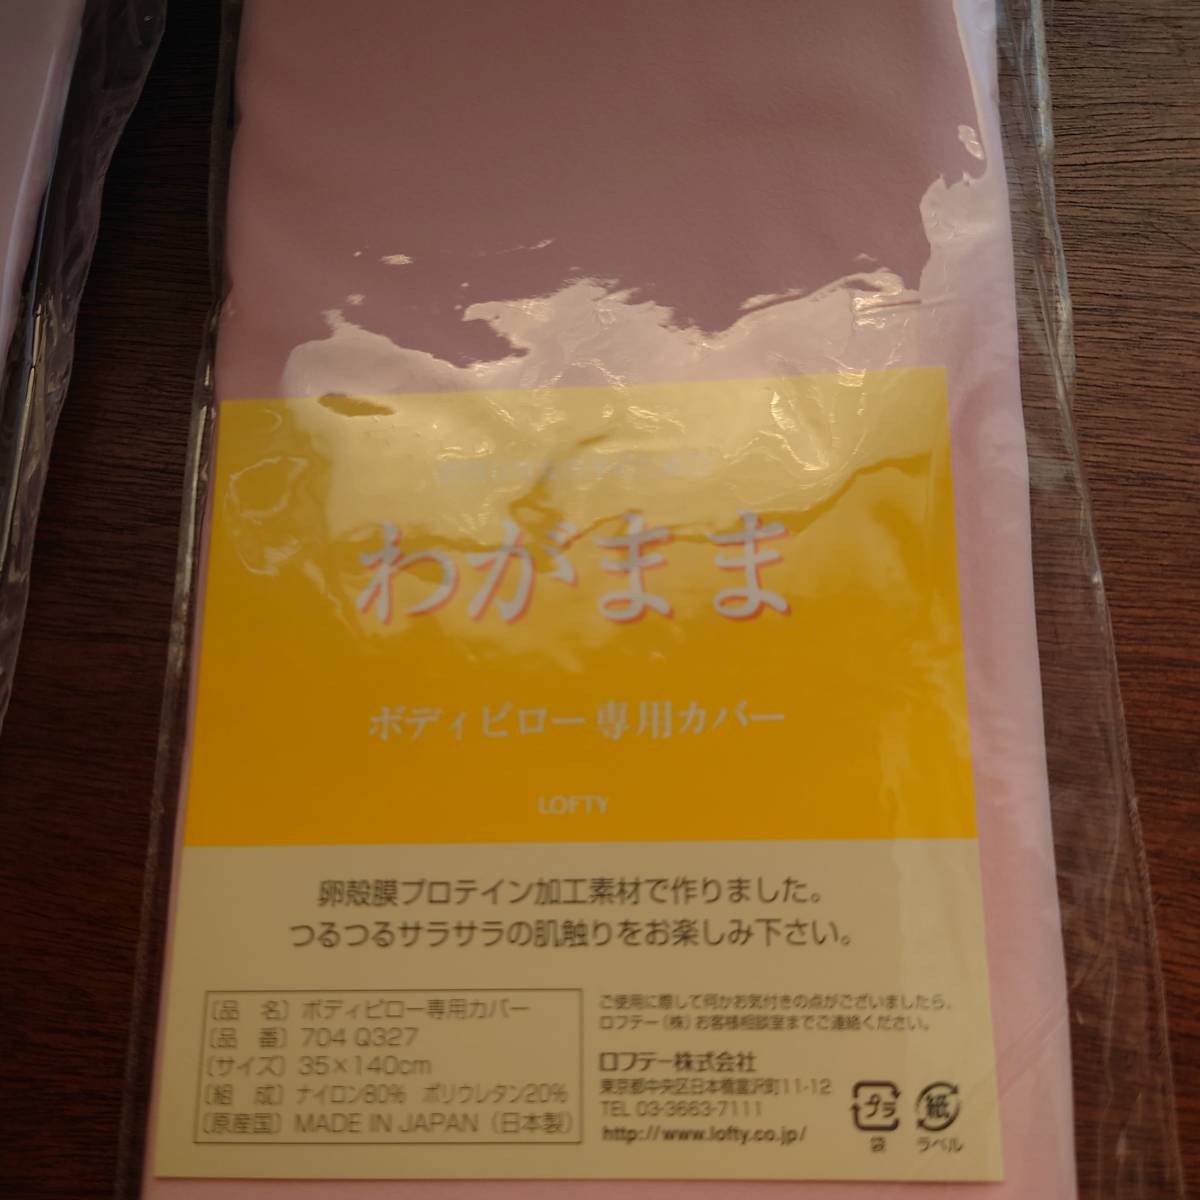 わがまま
ボディピロー専用カバー
LOFTY
卵殻膜プロテイン加工素材で作りました。
つるつるサラサラの肌触りをお楽しみ下さい。
〔品　名〕ボディピロー専用カバー
〔品　番〕704 Q327
〔サイズ〕35×140cm
〔組　成〕ナイロン80%　ポリウレタン20%
〔原産国〕MADE IN JAPAN（日本製）
ご使用に際して何かお気付きの点がございましたら、
ロフテー（株）お客様相談室までご連絡ください。
ロフテー株式会社
東京都中央区日本橋富沢町11-12
TEL 03-3663-7111
http://www.lofty.co.jp/
プラ
袋
紙
ラベル